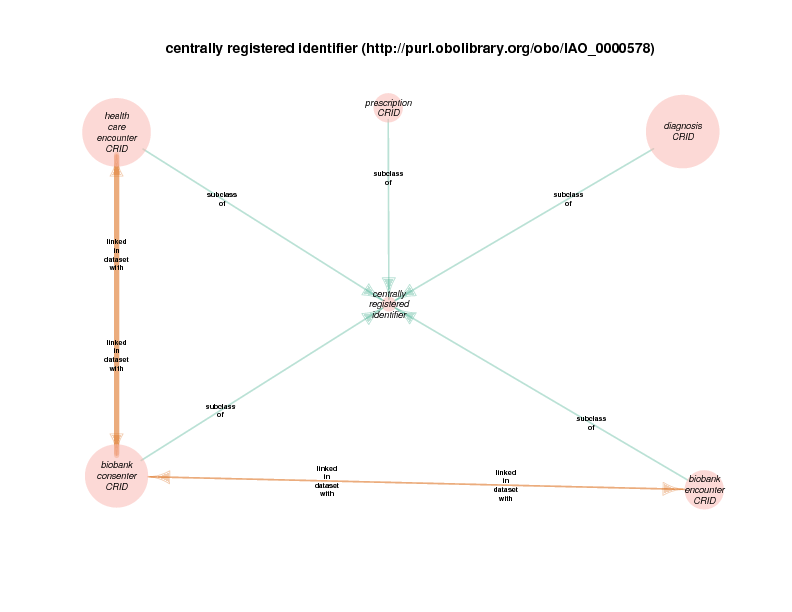 centrally registered identifier (http://purl.obolibrary.org/obo/IAO_0000578)
health
care
encounter
CRID
prescription
CRID
diagnosis
CRID
subclass
of
subclass
of
subclass
of
linked
in
dataset
with
centrally
registered
identifier
linked
in
dataset
with
subclass
of
subclass
of
biobank
consenter
CRID
linked
in
dataset
with
linked
in
dataset
with
biobank
encounter
CRID